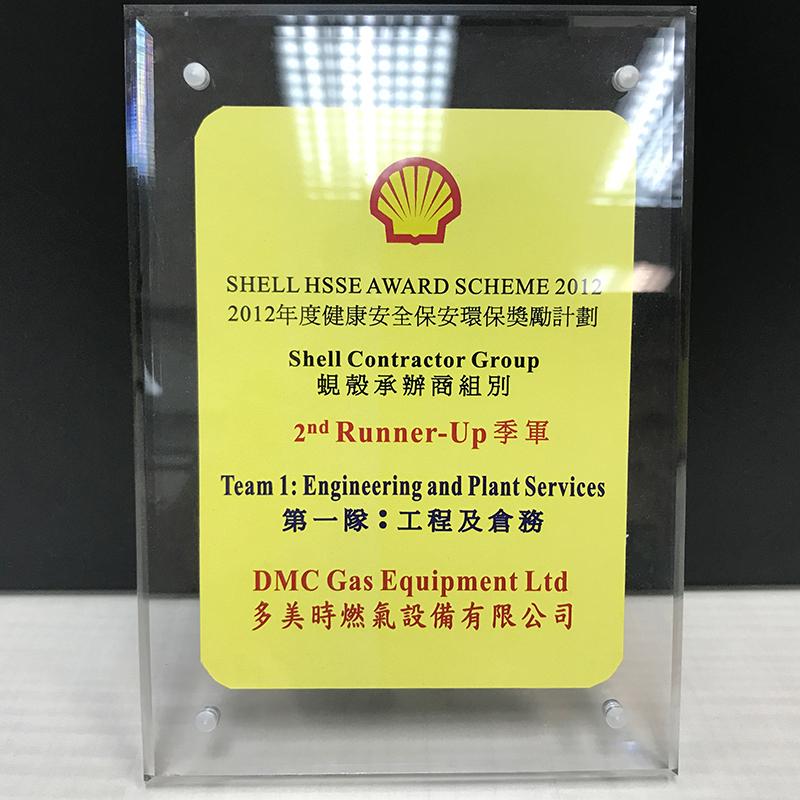 SHELL HSSE AWARD SCHEME 2012
2012年度健康安全保安環保獎勵計劃
Shell Contractor Group
蜆殼承辦商組別
2nd Runner-Up 季軍
Team 1: Engineering and Plant Services
第一隊：工程及倉務
DMC Gas Equipment Ltd
多美時燃氣設備有限公司